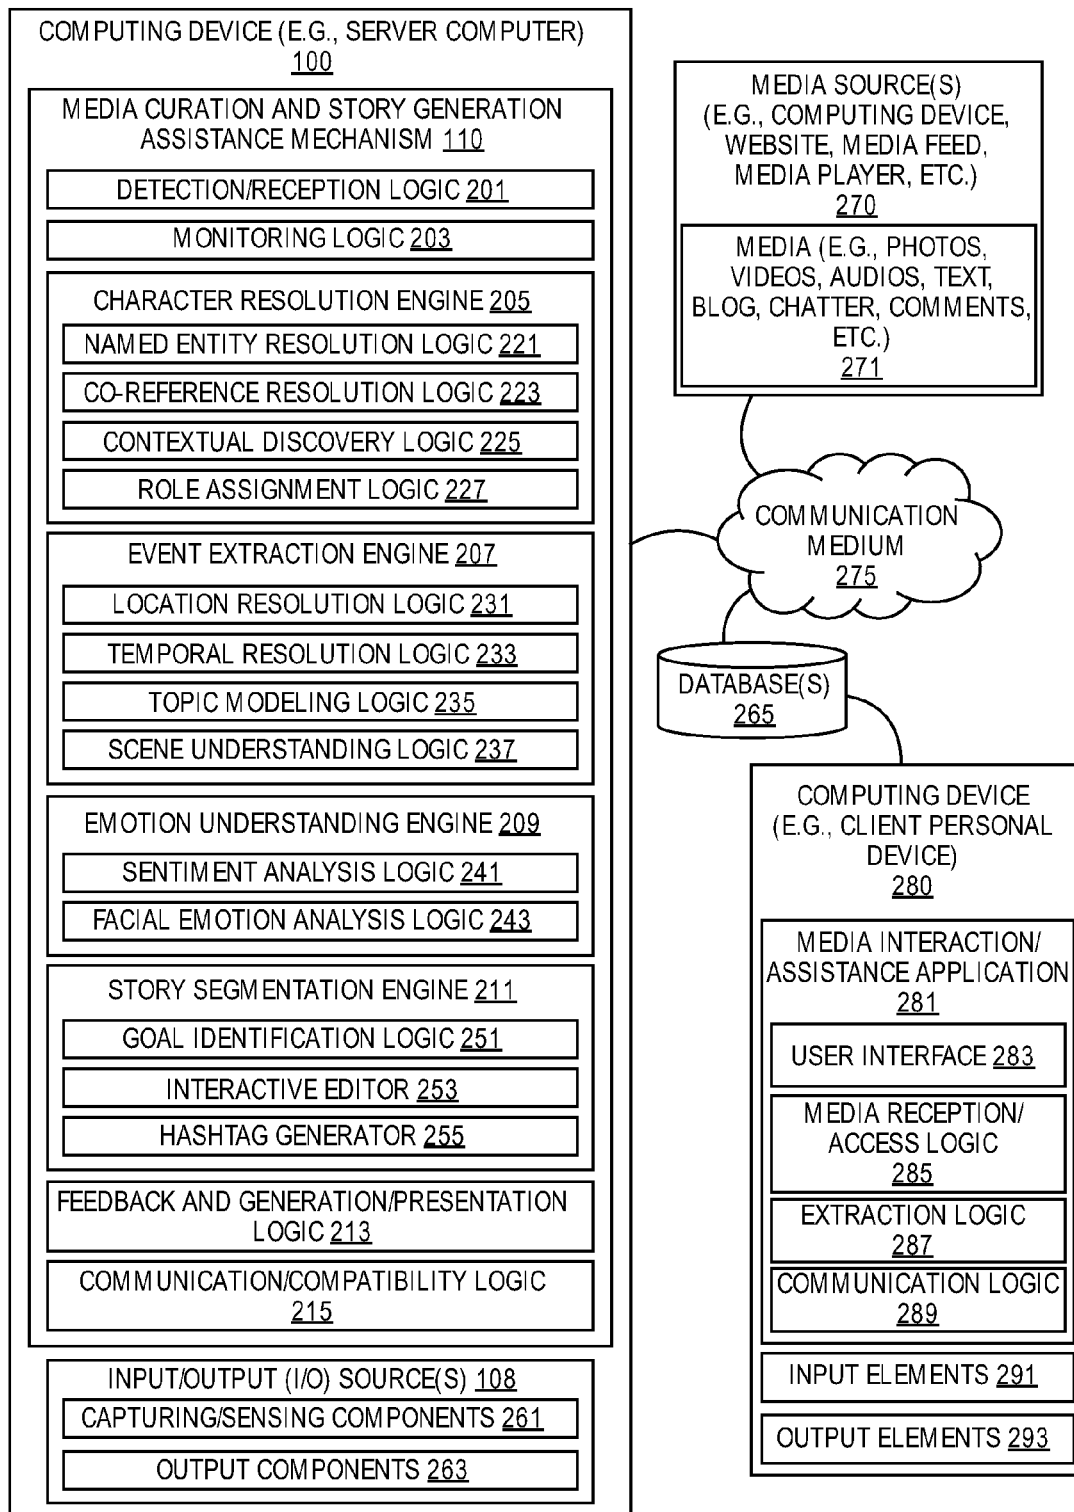 COMPUTING DEVICE (E.G., SERVER COMPUTER)
100
MEDIA CURATION AND STORY GENERATION
ASSISTANCE MECHANISM 110
DETECTION/RECEPTION LOGIC 201
MONITORING LOGIC 203
CHARACTER RESOLUTION ENGINE 205
NAMED ENTITY RESOLUTION LOGIC 221
CO-REFERENCE RESOLUTION LOGIC 223
CONTEXTUAL DISCOVERY LOGIC 225
ROLE ASSIGNMENT LOGIC 227
EVENT EXTRACTION ENGINE 207
LOCATION RESOLUTION LOGIC 231
TEMPORAL RESOLUTION LOGIC 233
TOPIC MODELING LOGIC 235
SCENE UNDERSTANDING LOGIC 237
EMOTION UNDERSTANDING ENGINE 209
SENTIMENT ANALYSIS LOGIC 241
FACIAL EMOTION ANALYSIS LOGIC 243
STORY SEGMENTATION ENGINE 211
GOAL IDENTIFICATION LOGIC 251
INTERACTIVE EDITOR 253
HASHTAG GENERATOR 255
FEEDBACK AND GENERATION/PRESENTATION
LOGIC 213
COMMUNICATION/COMPATIBILITY LOGIC
215
INPUT/OUTPUT (I/O) SOURCE(S) 108
CAPTURING/SENSING COMPONENTS 261
OUTPUT COMPONENTS 263
MEDIA SOURCE(S)
(E.G., COMPUTING DEVICE,
WEBSITE, MEDIA FEED,
MEDIA PLAYER, ETC.)
270
MEDIA (E.G., PHOTOS,
VIDEOS, AUDIOS, TEXT,
BLOG, CHATTER, COMMENTS,
ETC.)
271
COMMUNICATION
MEDIUM
275
DATABASE(S)
265
COMPUTING DEVICE
(E.G., CLIENT PERSONAL
DEVICE)
280
MEDIA INTERACTION/
ASSISTANCE APPLICATION
281
USER INTERFACE 283
MEDIA RECEPTION/
ACCESS LOGIC
285
EXTRACTION LOGIC
287
COMMUNICATION LOGIC
289
INPUT ELEMENTS 291
OUTPUT ELEMENTS 293